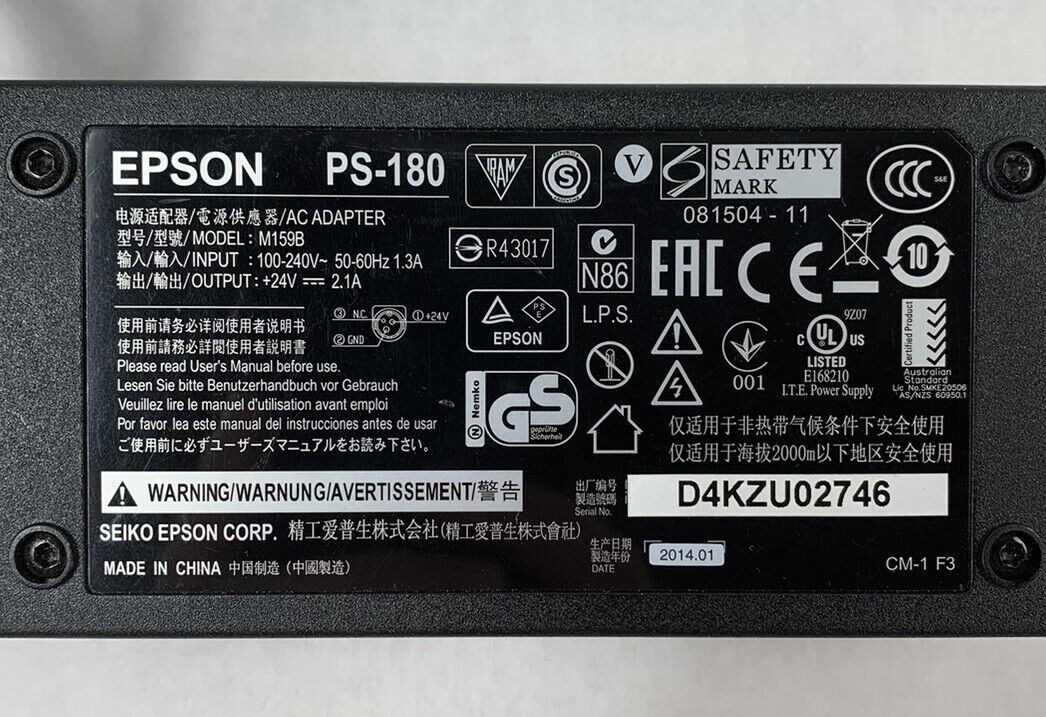 EPSON PS-180
电源适配器/電源供應器/AC ADAPTER
型号/型號/MODEL : M159B
输入/輸入/INPUT : 100-240V~ 50-60Hz 1.3A
输出/輸出/OUTPUT : +24V ⎓ 2.1A
使用前请务必详阅使用者说明书
使用前請務必詳閱使用者說明書
Please read User's Manual before use.
Lesen Sie bitte Benutzerhandbuch vor Gebrauch
Veuillez lire le manuel d'utilisation avant emploi
Por favor lea este manual del instrucciones antes de usar
ご使用前に必ずユーザーズマニュアルをお読み下さい。
③ N.C. ① +24V
② GND
IRAM
REPUBLICA
S
ARGENTINA
V
S SAFETY
MARK
081504 - 11
CCC S&E
R43017
N86
L.P.S.
EAC CE
10
PS
E
EPSON
001
9Z07
C UL US
LISTED
E168210
I.T.E. Power Supply
Certified Product
Australian
Standard
Lic No.SMKE20506
AS/NZS 60950.1
N Nemko
GS
geprüfte
Sicherheit
仅适用于非热带气候条件下安全使用
仅适用于海拔2000m以下地区安全使用
WARNING/WARNUNG/AVERTISSEMENT/警告
出厂编号
製造號碼
Serial No.
D4KZU02746
SEIKO EPSON CORP. 精工爱普生株式会社(精工愛普生株式會社)
生产日期
製造年份
DATE
2014.01
MADE IN CHINA 中国制造 (中國製造)
CM-1 F3